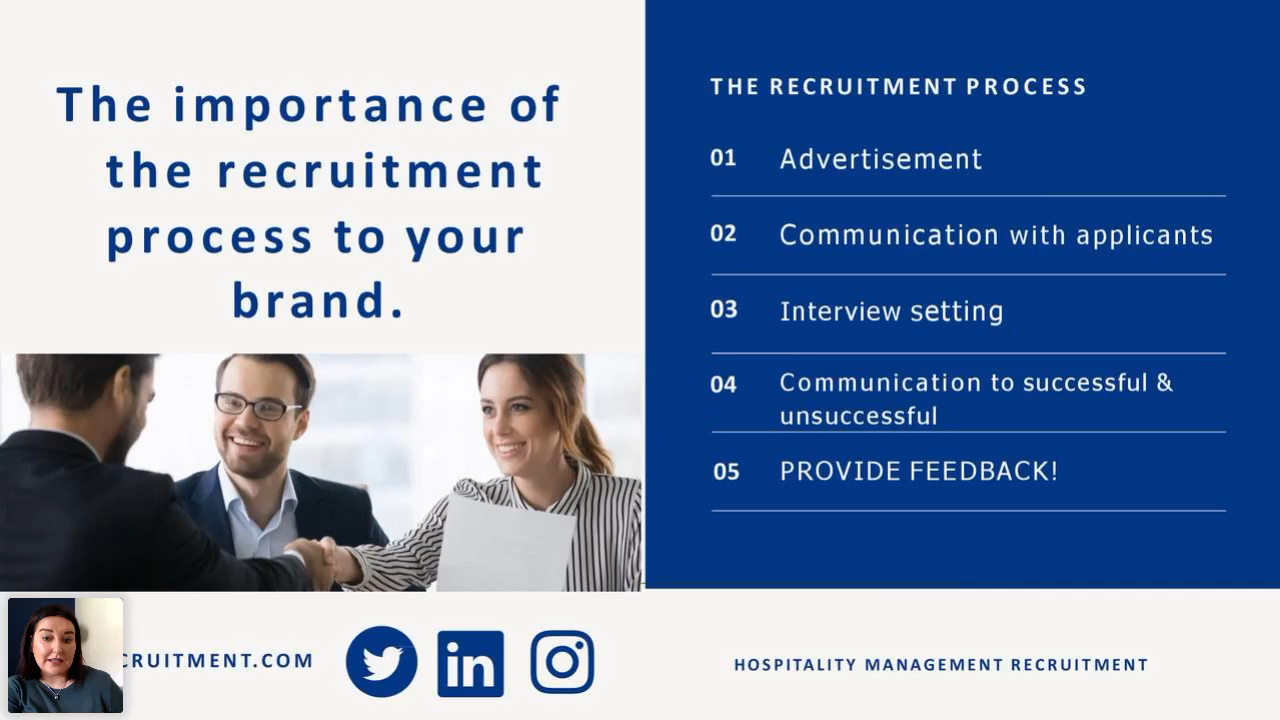 The importance of
the recruitment
process to your
brand.
THE RECRUITMENT PROCESS
01 Advertisement
02 Communication with applicants
03 Interview setting
04 Communication to successful &
unsuccessful
05 PROVIDE FEEDBACK!
CRUITMENT.COM
in
HOSPITALITY MANAGEMENT RECRUITMENT